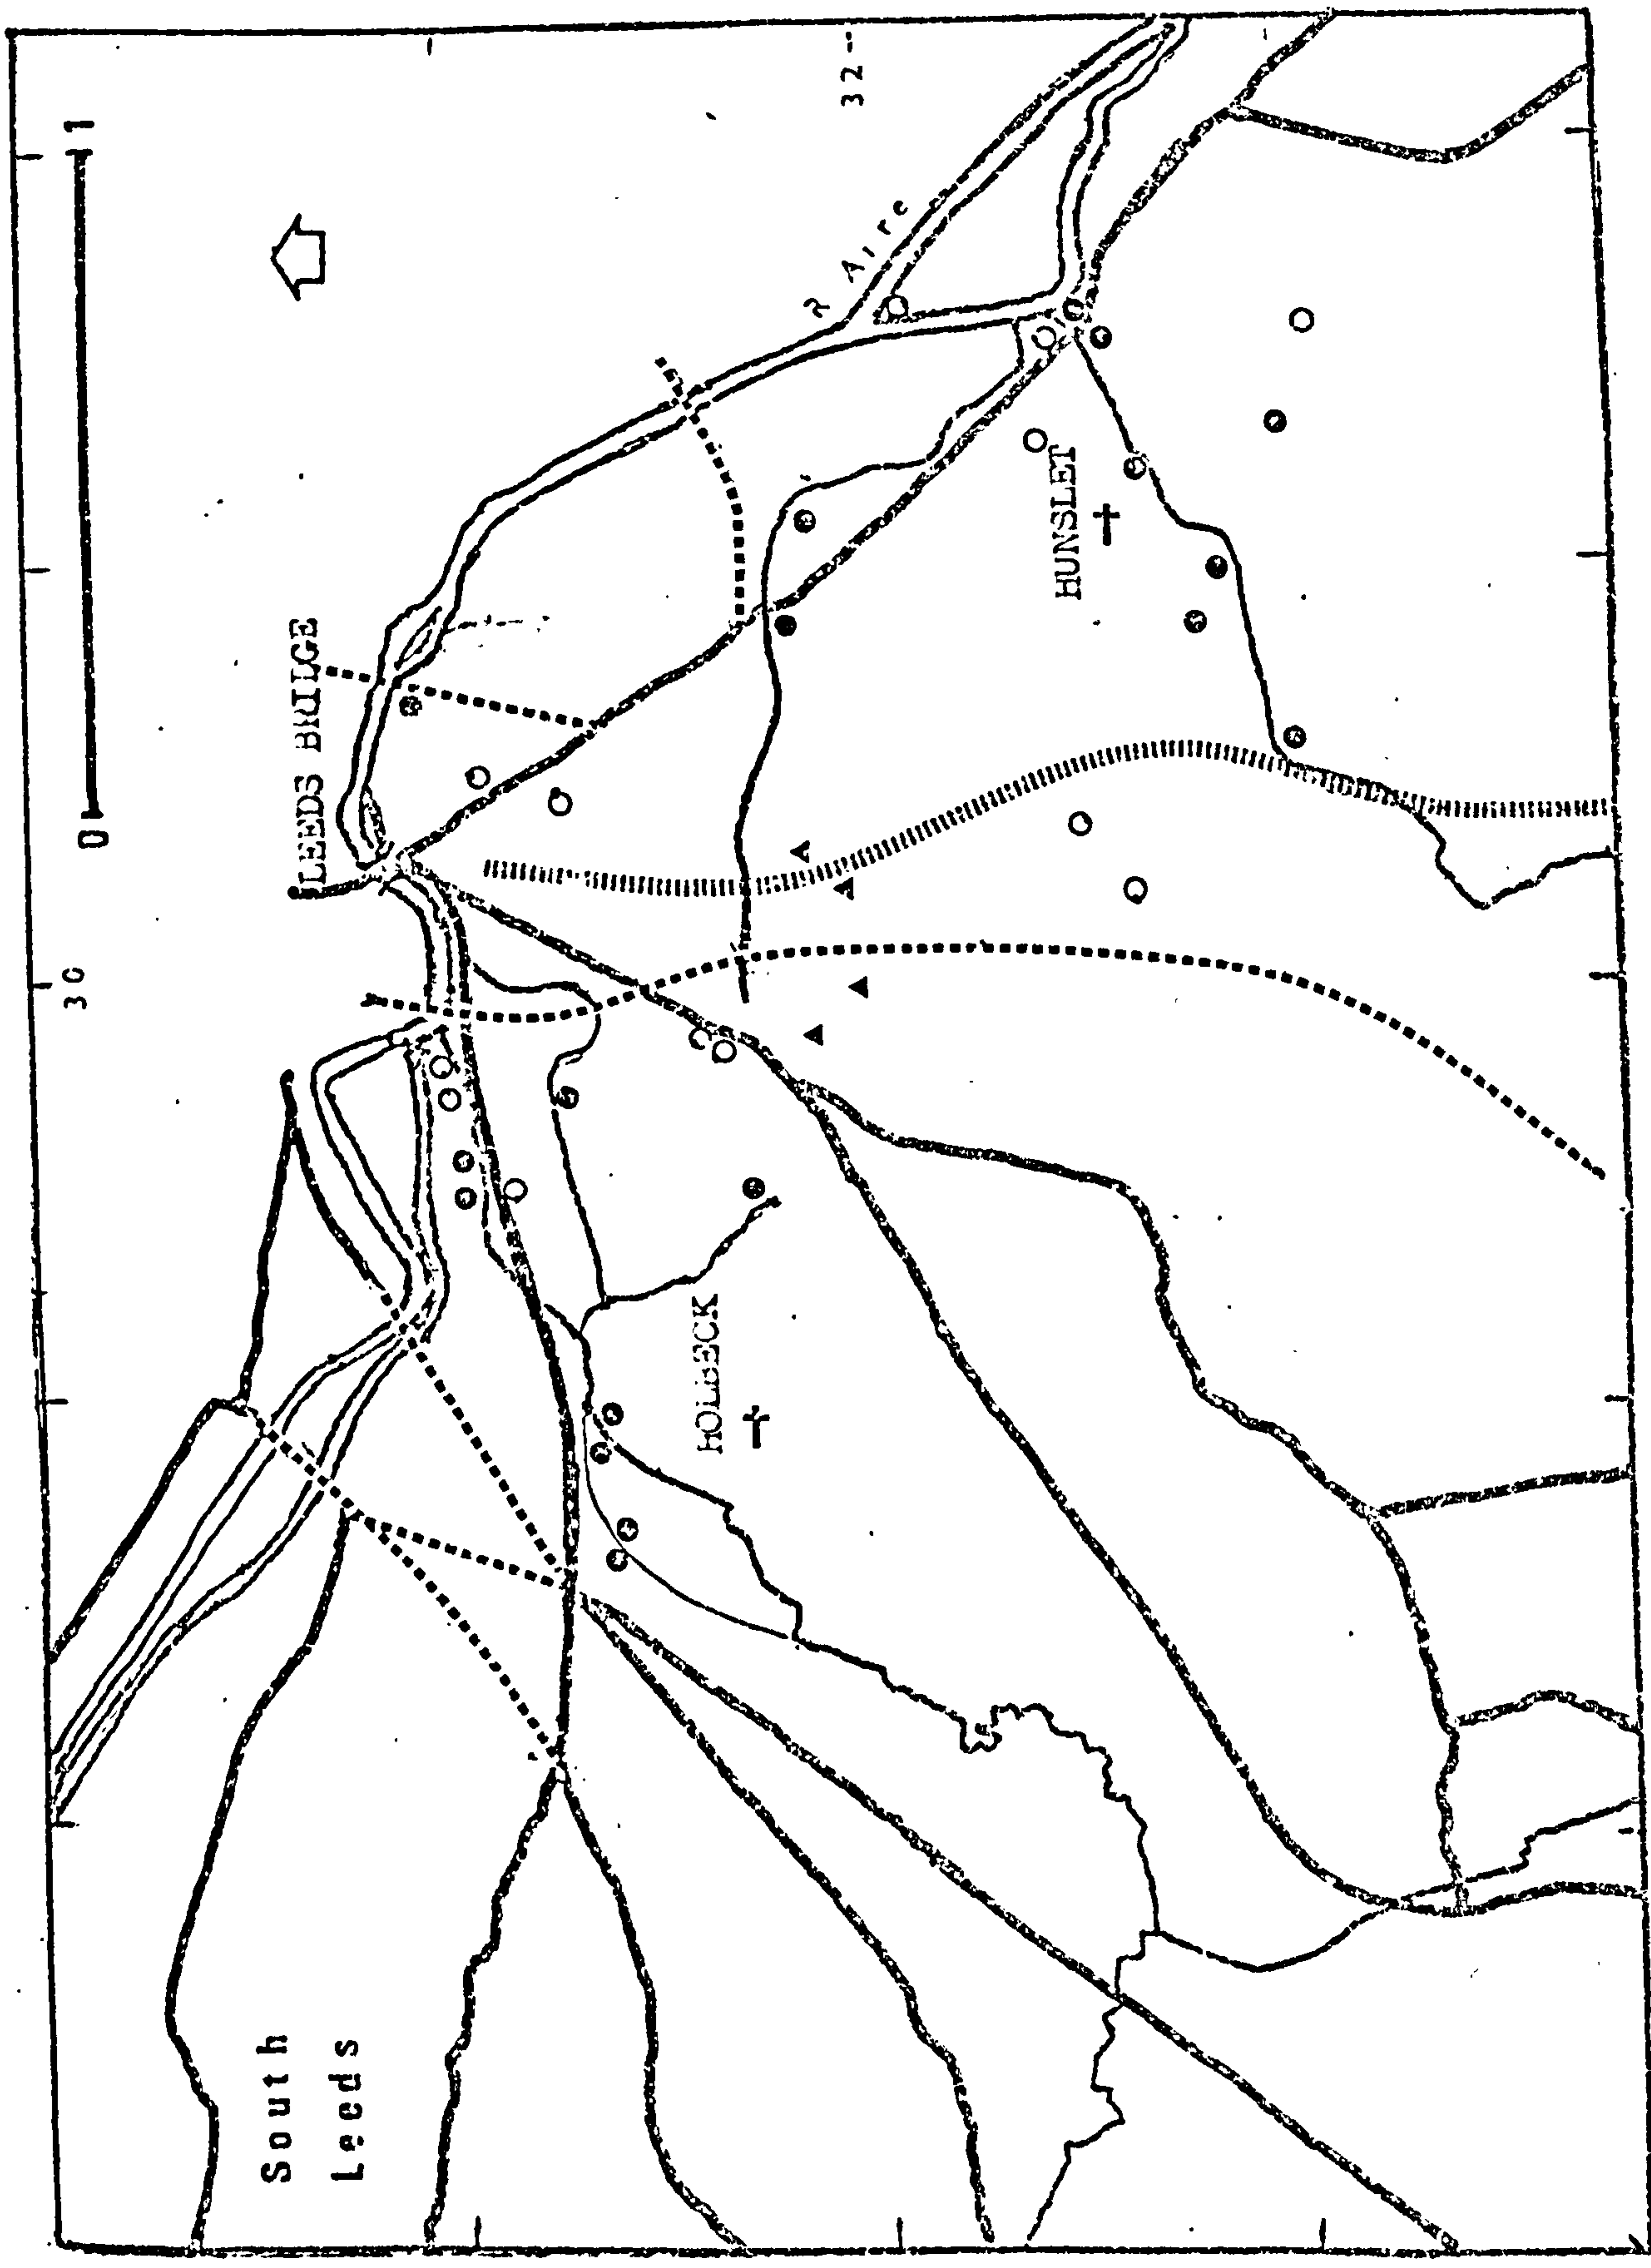 South
Leeds
30
0
1
LEEDS BRIDGE
R Aire
32
HOLBECK
HUNSLET